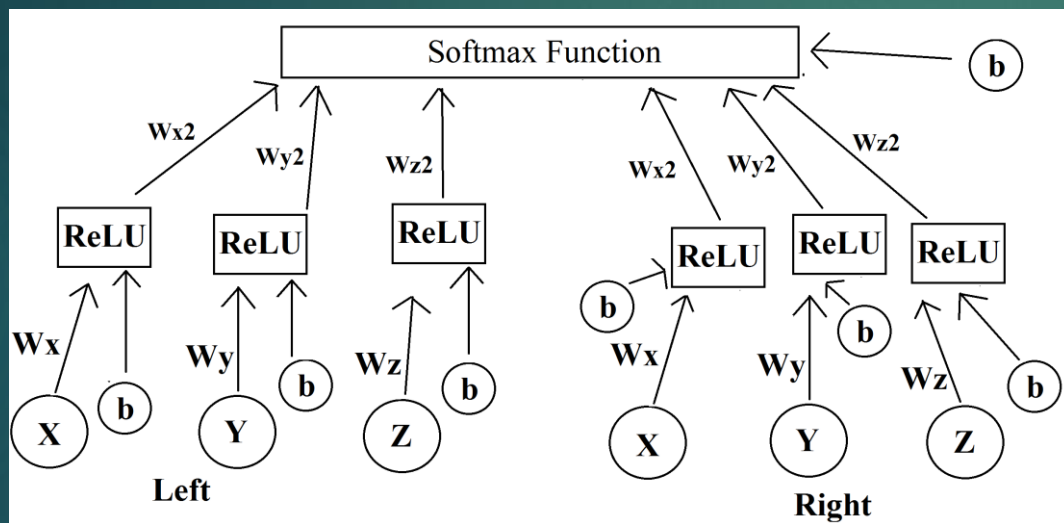 Softmax Function
b
Wx2
Wy2
Wz2
Wx2
Wy2
Wz2
ReLU
ReLU
ReLU
ReLU
ReLU
ReLU
b
b
Wx
Wy
Wz
Wx
Wy
Wz
b
b
b
b
X
Y
Z
X
Y
Z
Left
Right